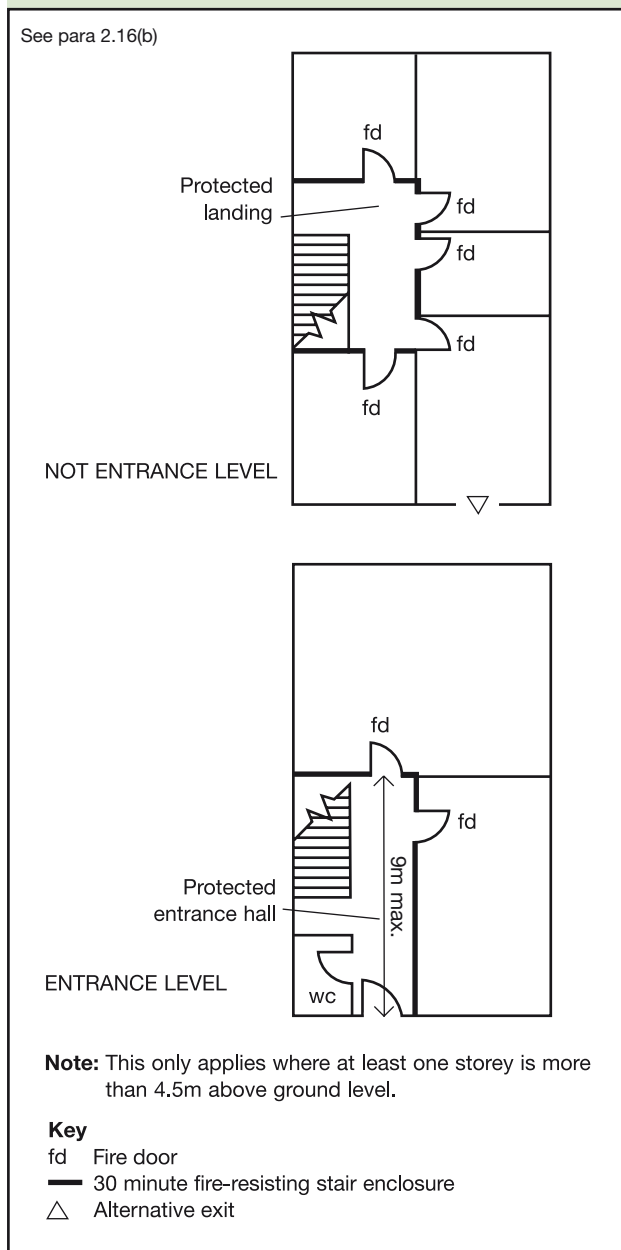 See para 2.16(b)
fd
Protected
landing
fd
fd
fd
fd
NOT ENTRANCE LEVEL
fd
fd
9m max.
Protected
entrance hall
ENTRANCE LEVEL
wc
Note: This only applies where at least one storey is more
than 4.5m above ground level.
Key
fd Fire door
30 minute fire-resisting stair enclosure
Alternative exit